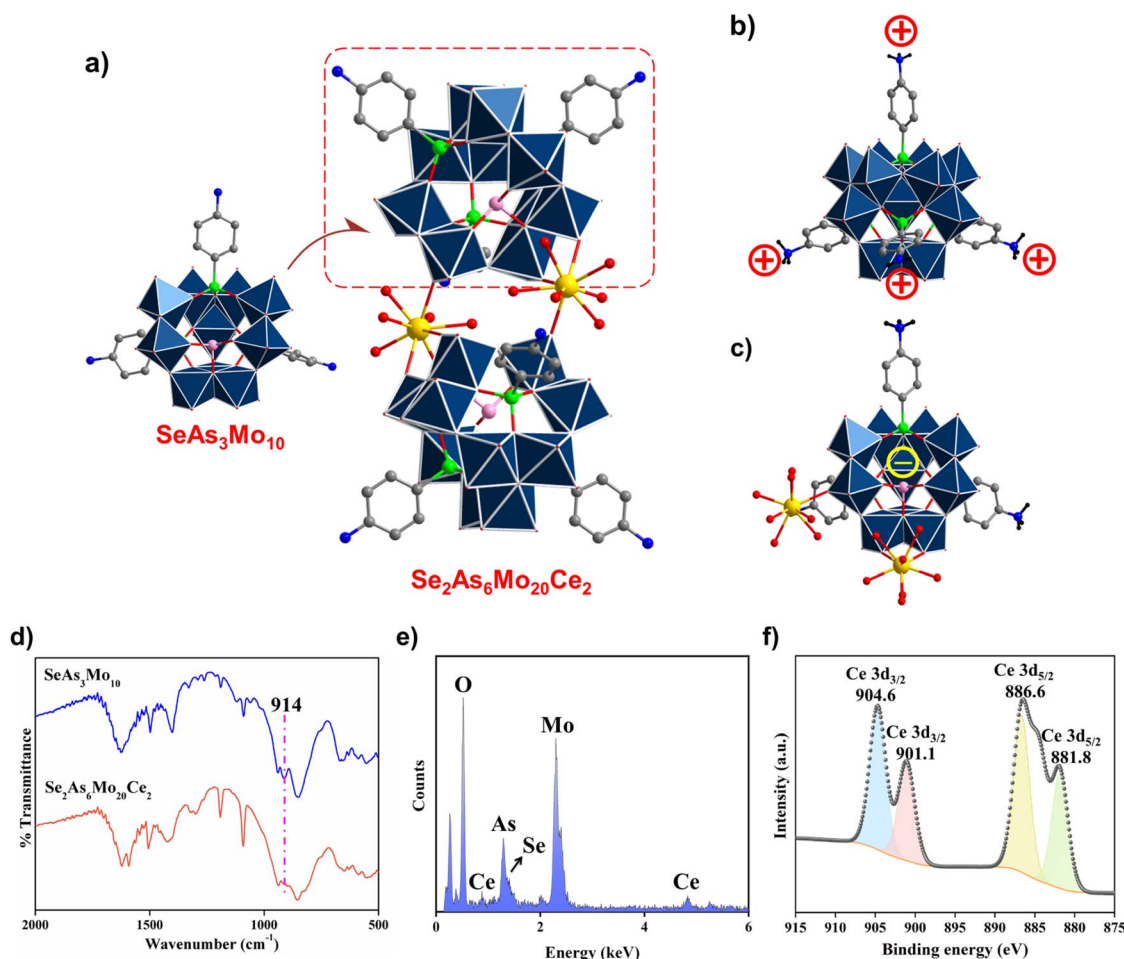 a)
SeAs₃Mo₁₀
Se₂As₆Mo₂₀Ce₂
b)
+
+
+
+
c)
−
d)
SeAs₃Mo₁₀
914
Se₂As₆Mo₂₀Ce₂
% Transmittance
2000 1500 1000 500
Wavenumber (cm⁻¹)
e)
O
Mo
As
Se
Ce
Ce
Counts
0 2 4 6
Energy (keV)
f)
Ce 3d₃/₂
904.6
Ce 3d₃/₂
901.1
Ce 3d₅/₂
886.6
Ce 3d₅/₂
881.8
Intensity (a.u.)
915 905 900 895 890 885 880 875
Binding energy (eV)